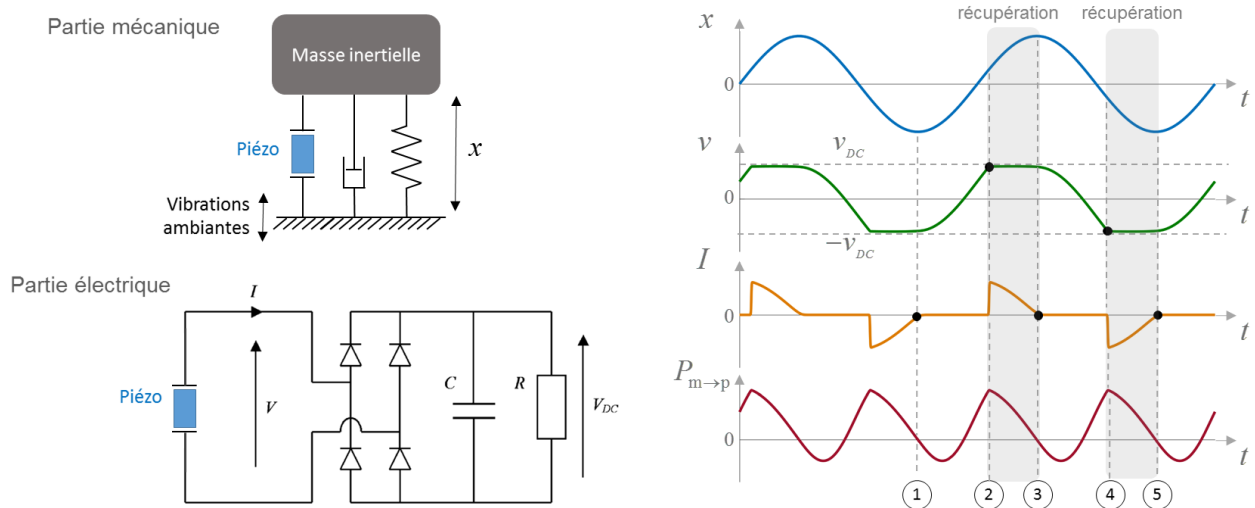 Partie mécanique
Masse inertielle
Piézo
x
Vibrations
ambiantes
Partie électrique
I
Piézo
V
C
R
V_DC
récupération récupération
x
0
t
v
v_DC
0
t
−v_DC
I
0
t
P_m→p
0
t
1 2 3 4 5